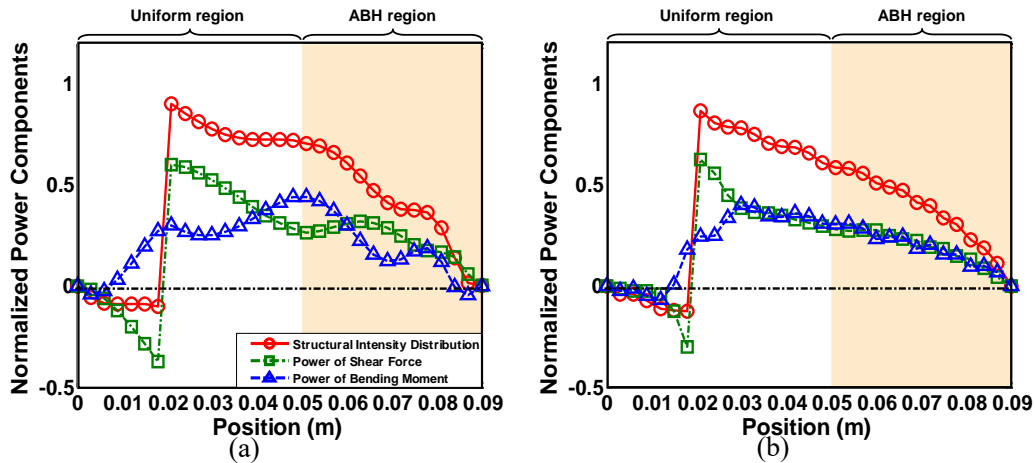 Uniform region
ABH region
Normalized Power Components
1
0.5
0
-0.5
Structural Intensity Distribution
Power of Shear Force
Power of Bending Moment
0 0.01 0.02 0.03 0.04 0.05 0.06 0.07 0.08 0.09
Position (m)
(a)
Uniform region
ABH region
Normalized Power Components
1
0.5
0
-0.5
0 0.01 0.02 0.03 0.04 0.05 0.06 0.07 0.08 0.09
Position (m)
(b)